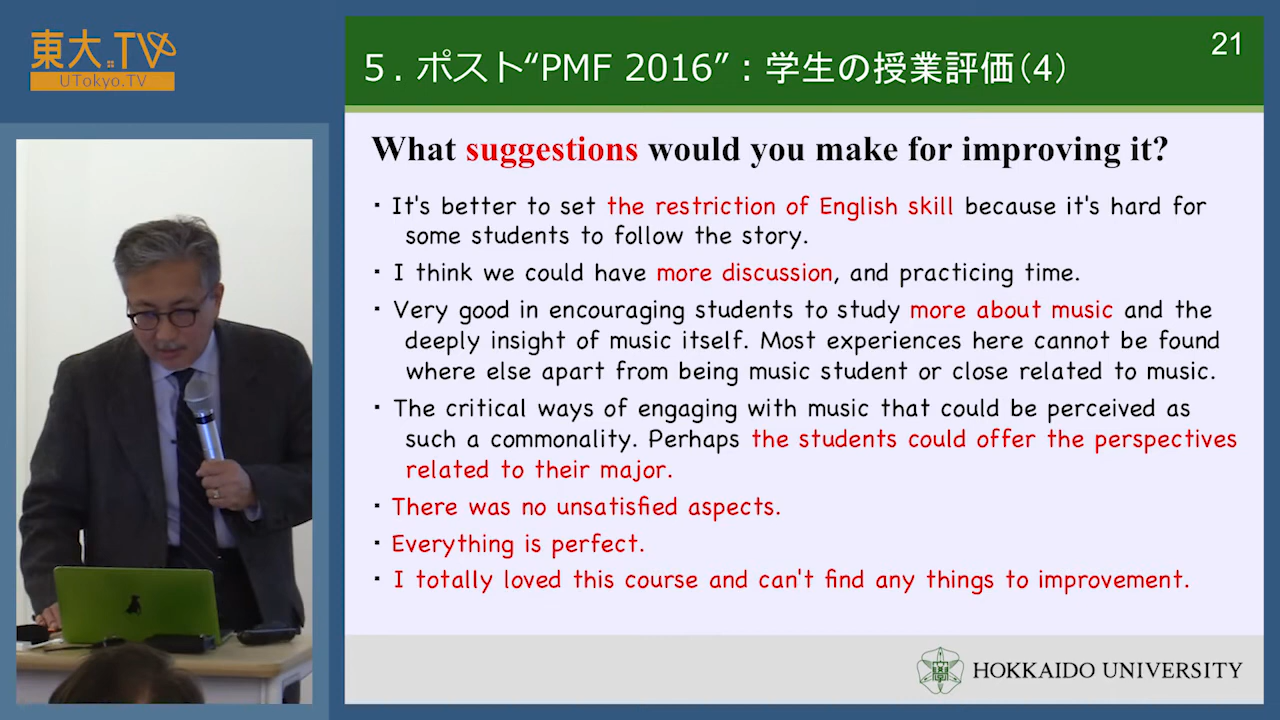 東大.TV
UTokyo.TV
5．ポスト“PMF 2016”：学生の授業評価（4）
21
What suggestions would you make for improving it?
・It's better to set the restriction of English skill because it's hard for
some students to follow the story.
・I think we could have more discussion, and practicing time.
・Very good in encouraging students to study more about music and the
deeply insight of music itself. Most experiences here cannot be found
where else apart from being music student or close related to music.
・The critical ways of engaging with music that could be perceived as
such a commonality. Perhaps the students could offer the perspectives
related to their major.
・There was no unsatisfied aspects.
・Everything is perfect.
・I totally loved this course and can't find any things to improvement.
HOKKAIDO UNIVERSITY